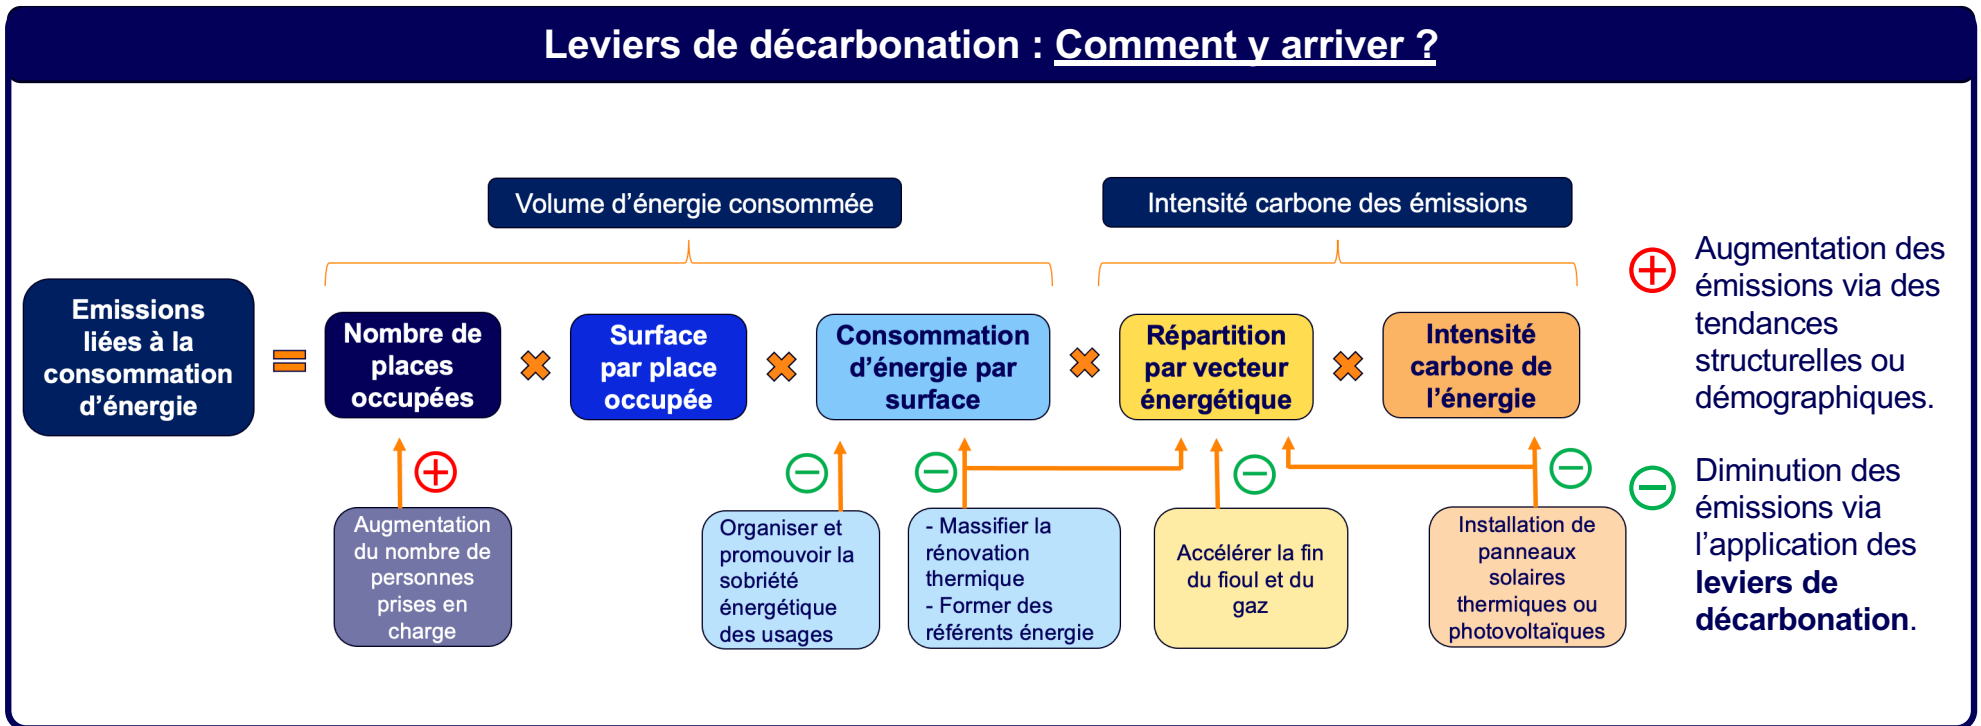 Leviers de décarbonation : Comment y arriver ?
Volume d’énergie consommée
Intensité carbone des émissions
Emissions
liées à la
consommation
d’énergie
Nombre de
places
occupées
Surface
par place
occupée
Consommation
d’énergie par
surface
Répartition
par vecteur
énergétique
Intensité
carbone de
l’énergie
Augmentation
du nombre de
personnes
prises en
charge
Organiser et
promouvoir la
sobriété
énergétique
des usages
- Massifier la
rénovation
thermique
- Former des
référents énergie
Accélérer la fin
du fioul et du
gaz
Installation de
panneaux
solaires
thermiques ou
photovoltaïques
Augmentation des
émissions via des
tendances
structurelles ou
démographiques.
Diminution des
émissions via
l’application des
leviers de
décarbonation.